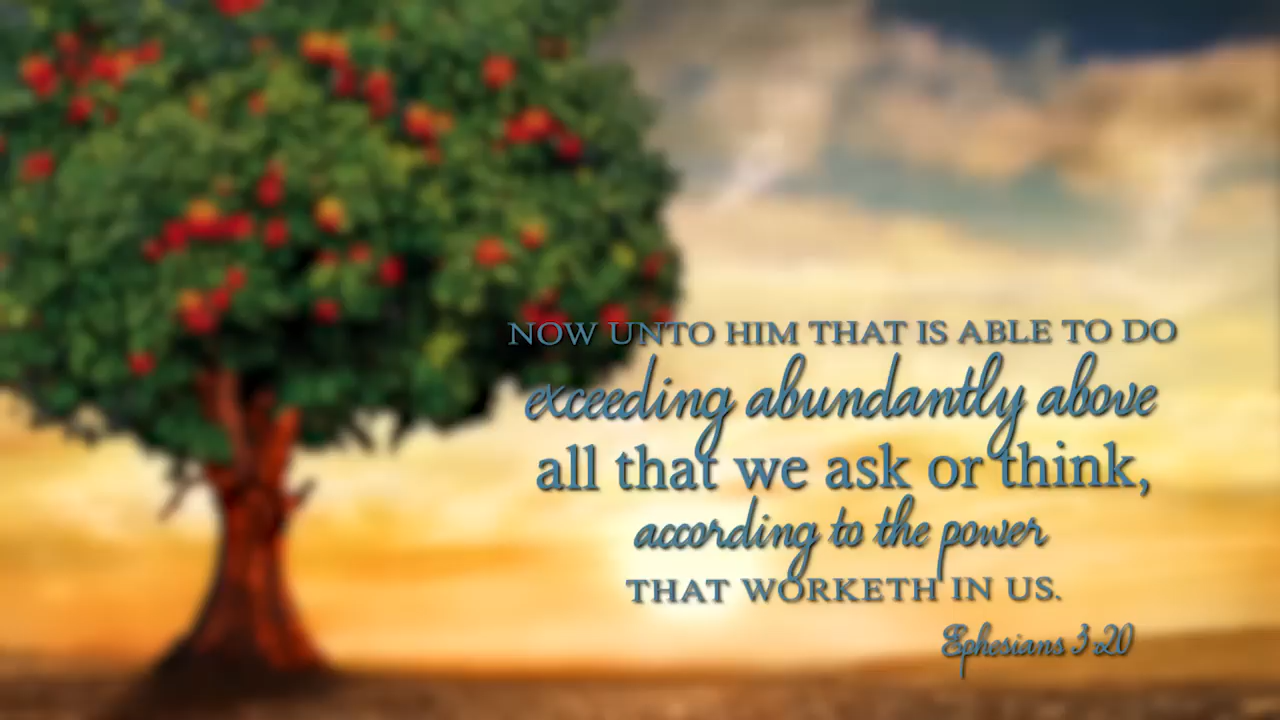 NOW UNTO HIM THAT IS ABLE TO DO
exceeding abundantly above
all that we ask or think,
according to the power
THAT WORKETH IN US.
Ephesians 3:20